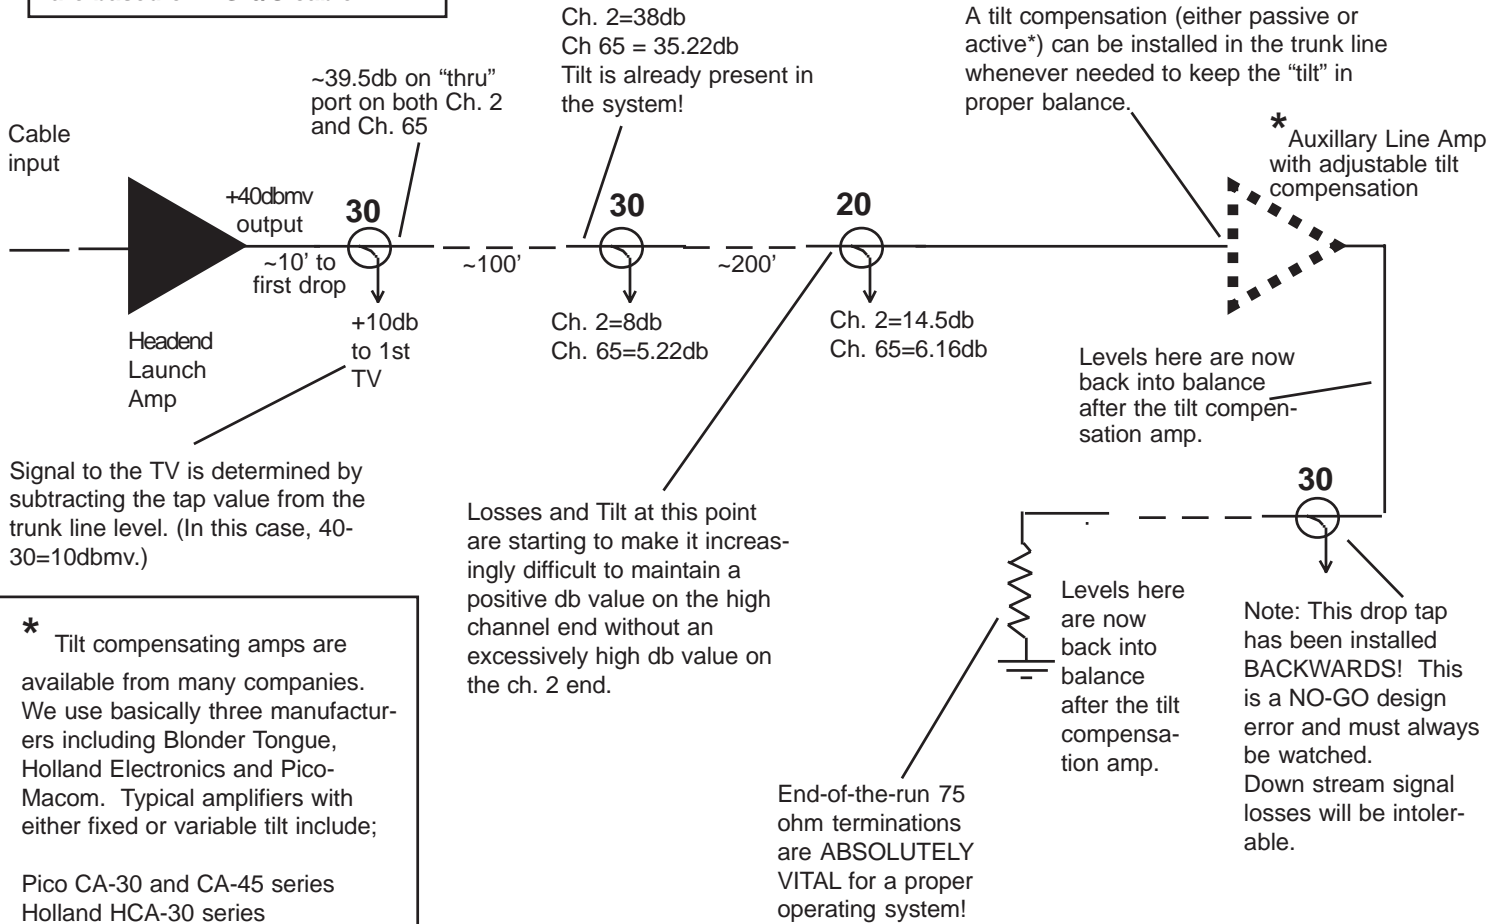 Ch. 2=38db
Ch 65 = 35.22db
Tilt is already present in
the system!
A tilt compensation (either passive or
active*) can be installed in the trunk line
whenever needed to keep the “tilt” in
proper balance.
~39.5db on “thru”
port on both Ch. 2
and Ch. 65
Cable
input
*
Auxillary Line Amp
with adjustable tilt
compensation
+40dbmv
output
30
30
20
~10’ to
first drop
~100’
~200’
Headend
Launch
Amp
+10db
to 1st
TV
Ch. 2=8db
Ch. 65=5.22db
Ch. 2=14.5db
Ch. 65=6.16db
Levels here are now
back into balance
after the tilt compen-
sation amp.
Signal to the TV is determined by
subtracting the tap value from the
trunk line level. (In this case, 40-
30=10dbmv.)
Losses and Tilt at this point
are starting to make it increas-
ingly difficult to maintain a
positive db value on the high
channel end without an
excessively high db value on
the ch. 2 end.
30
Levels here
are now
back into
balance
after the tilt
compensa-
tion amp.
Note: This drop tap
has been installed
BACKWARDS! This
is a NO-GO design
error and must always
be watched.
Down stream signal
losses will be intoler-
able.
End-of-the-run 75
ohm terminations
are ABSOLUTELY
VITAL for a proper
operating system!
* Tilt compensating amps are
available from many companies.
We use basically three manufactur-
ers including Blonder Tongue,
Holland Electronics and Pico-
Macom. Typical amplifiers with
either fixed or variable tilt include;
Pico CA-30 and CA-45 series
Holland HCA-30 series